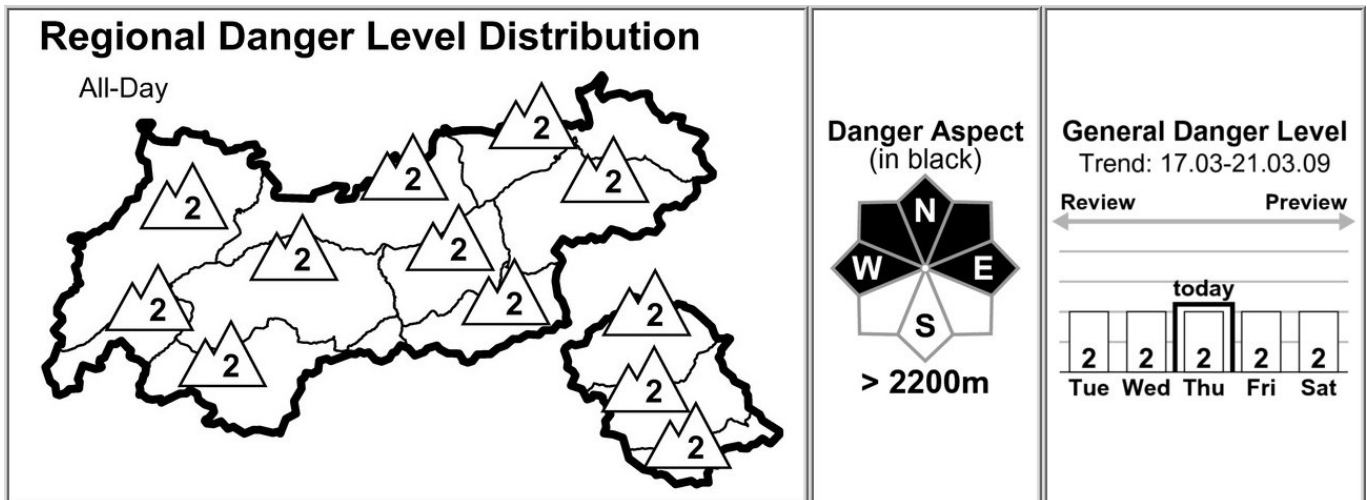 Regional Danger Level Distribution
All-Day
2
2
2
2
2
2
2
2
2
2
2
2
Danger Aspect
(in black)
N
W E
S
> 2200m
General Danger Level
Trend: 17.03-21.03.09
Review Preview
today
2 2 2 2 2
Tue Wed Thu Fri Sat